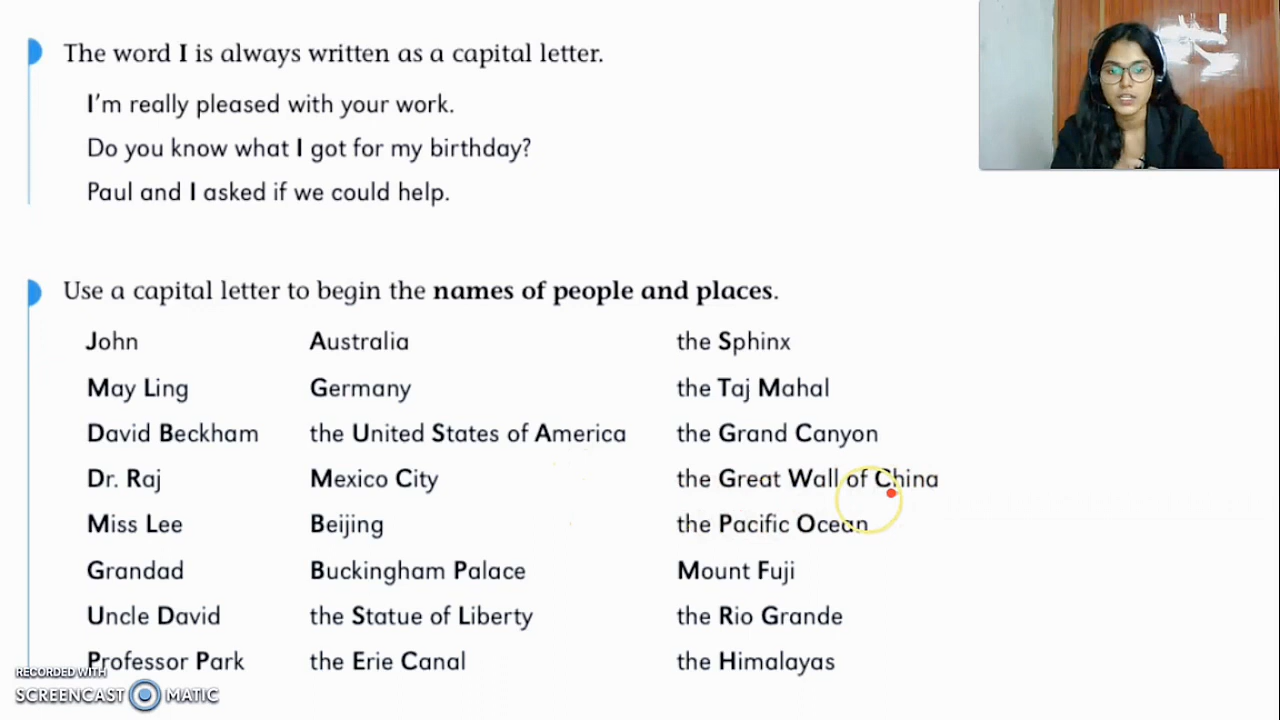 The word I is always written as a capital letter.
I'm really pleased with your work.
Do you know what I got for my birthday?
Paul and I asked if we could help.
Use a capital letter to begin the names of people and places.
John Australia the Sphinx
May Ling Germany the Taj Mahal
David Beckham the United States of America the Grand Canyon
Dr. Raj Mexico City the Great Wall of China
Miss Lee Beijing the Pacific Ocean
Grandad Buckingham Palace Mount Fuji
Uncle David the Statue of Liberty the Rio Grande
Professor Park the Erie Canal the Himalayas
RECORDED WITH
SCREENCAST MATIC